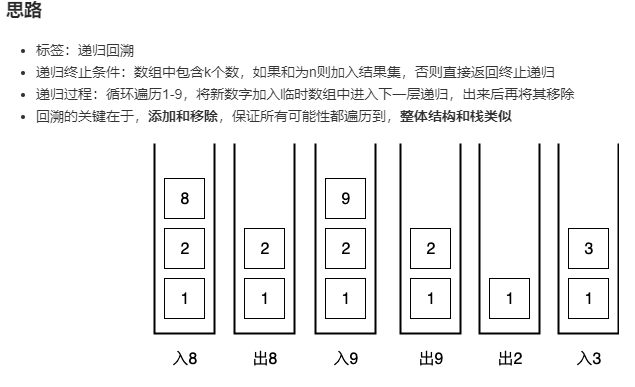 思路
标签：递归回溯
递归终止条件：数组中包含k个数，如果和为n则加入结果集，否则直接返回终止递归
递归过程：循环遍历1-9，将新数字加入临时数组中进入下一层递归，出来后再将其移除
回溯的关键在于，添加和移除，保证所有可能性都遍历到，整体结构和栈类似
8 9
2 2 2 2 3
1 1 1 1 1 1
入8 出8 入9 出9 出2 入3